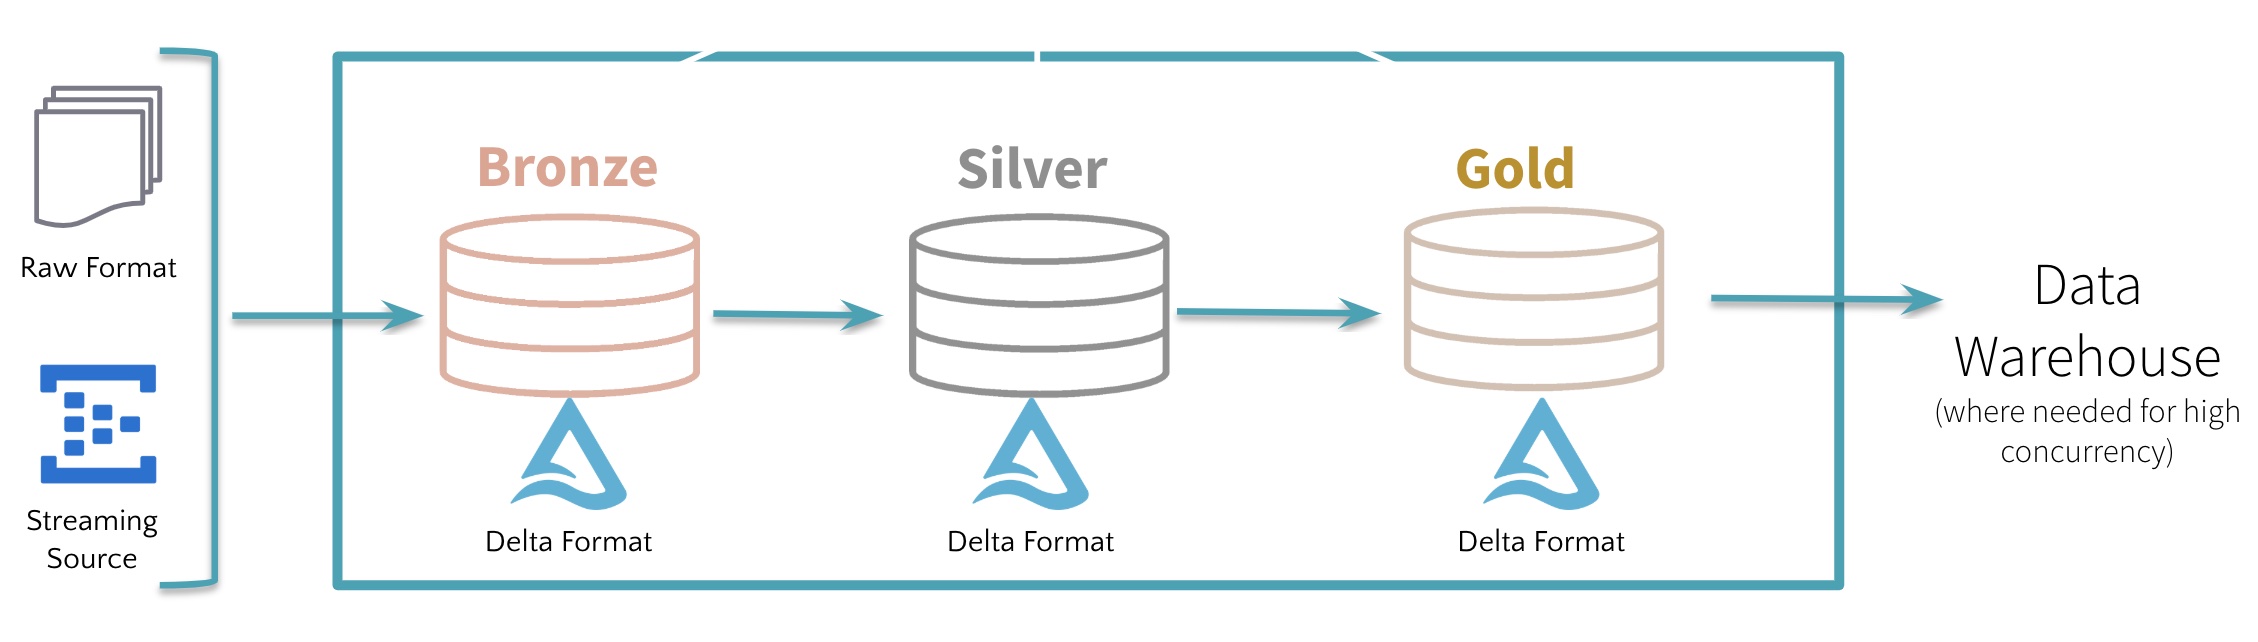 Raw Format
Streaming
Source
Bronze
Delta Format
Silver
Delta Format
Gold
Delta Format
Data
Warehouse
(where needed for high
concurrency)